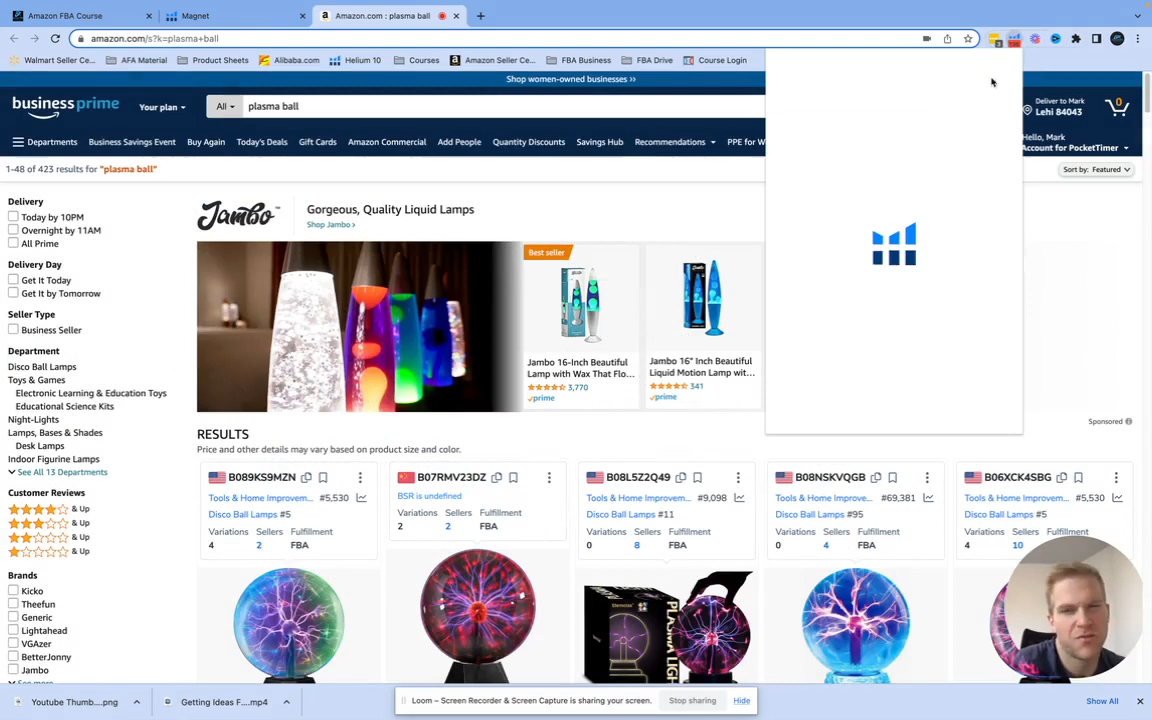 Amazon FBA Course
Magnet
Amazon.com : plasma ball
amazon.com/s?k=plasma+ball
Walmart Seller Ce...
AFA Material
Product Sheets
Alibaba.com
Helium 10
Courses
Amazon Seller Ce...
FBA Business
FBA Drive
Course Login
Shop women-owned businesses >>
business prime
Your plan
All
plasma ball
Deliver to Mark
Lehi 84043
0
Departments
Business Savings Event
Buy Again
Today's Deals
Gift Cards
Amazon Commercial
Add People
Quantity Discounts
Savings Hub
Recommendations
PPE for W
Hello, Mark
Account for PocketTimer
1-48 of 423 results for "plasma ball"
Sort by: Featured
Delivery
Today by 10PM
Overnight by 11AM
All Prime
Delivery Day
Get It Today
Get It by Tomorrow
Seller Type
Business Seller
Department
Disco Ball Lamps
Toys & Games
Electronic Learning & Education Toys
Educational Science Kits
Night-Lights
Lamps, Bases & Shades
Desk Lamps
Indoor Figurine Lamps
See All 13 Departments
Customer Reviews
& Up
& Up
& Up
& Up
Brands
Kicko
Theefun
Generic
Lightahead
VGAzer
BetterJonny
Jambo
See more
Jambo
Gorgeous, Quality Liquid Lamps
Shop Jambo ›
Best seller
Jambo 16-Inch Beautiful
Lamp with Wax That Flo...
3,770
prime
Jambo 16" Inch Beautiful
Liquid Motion Lamp wit...
341
prime
Sponsored
RESULTS
Price and other details may vary based on product size and color.
B089KS9MZN
Tools & Home Improvem... #5,530
Disco Ball Lamps #5
Variations Sellers Fulfillment
4 2 FBA
B07RMV23DZ
BSR is undefined
Variations Sellers Fulfillment
2 2 FBA
B08L5Z2Q49
Tools & Home Improvem... #9,098
Disco Ball Lamps #11
Variations Sellers Fulfillment
0 8 FBA
B08NSKVQGB
Tools & Home Improvem... #69,381
Disco Ball Lamps #95
Variations Sellers Fulfillment
0 4 FBA
B06XCK4SBG
Tools & Home Improvem... #5,530
Disco Ball Lamps #5
Variations Sellers Fulfillment
4 10 FBA
Youtube Thumb....png
Getting Ideas F....mp4
Loom – Screen Recorder & Screen Capture is sharing your screen.
Stop sharing
Hide
Show All